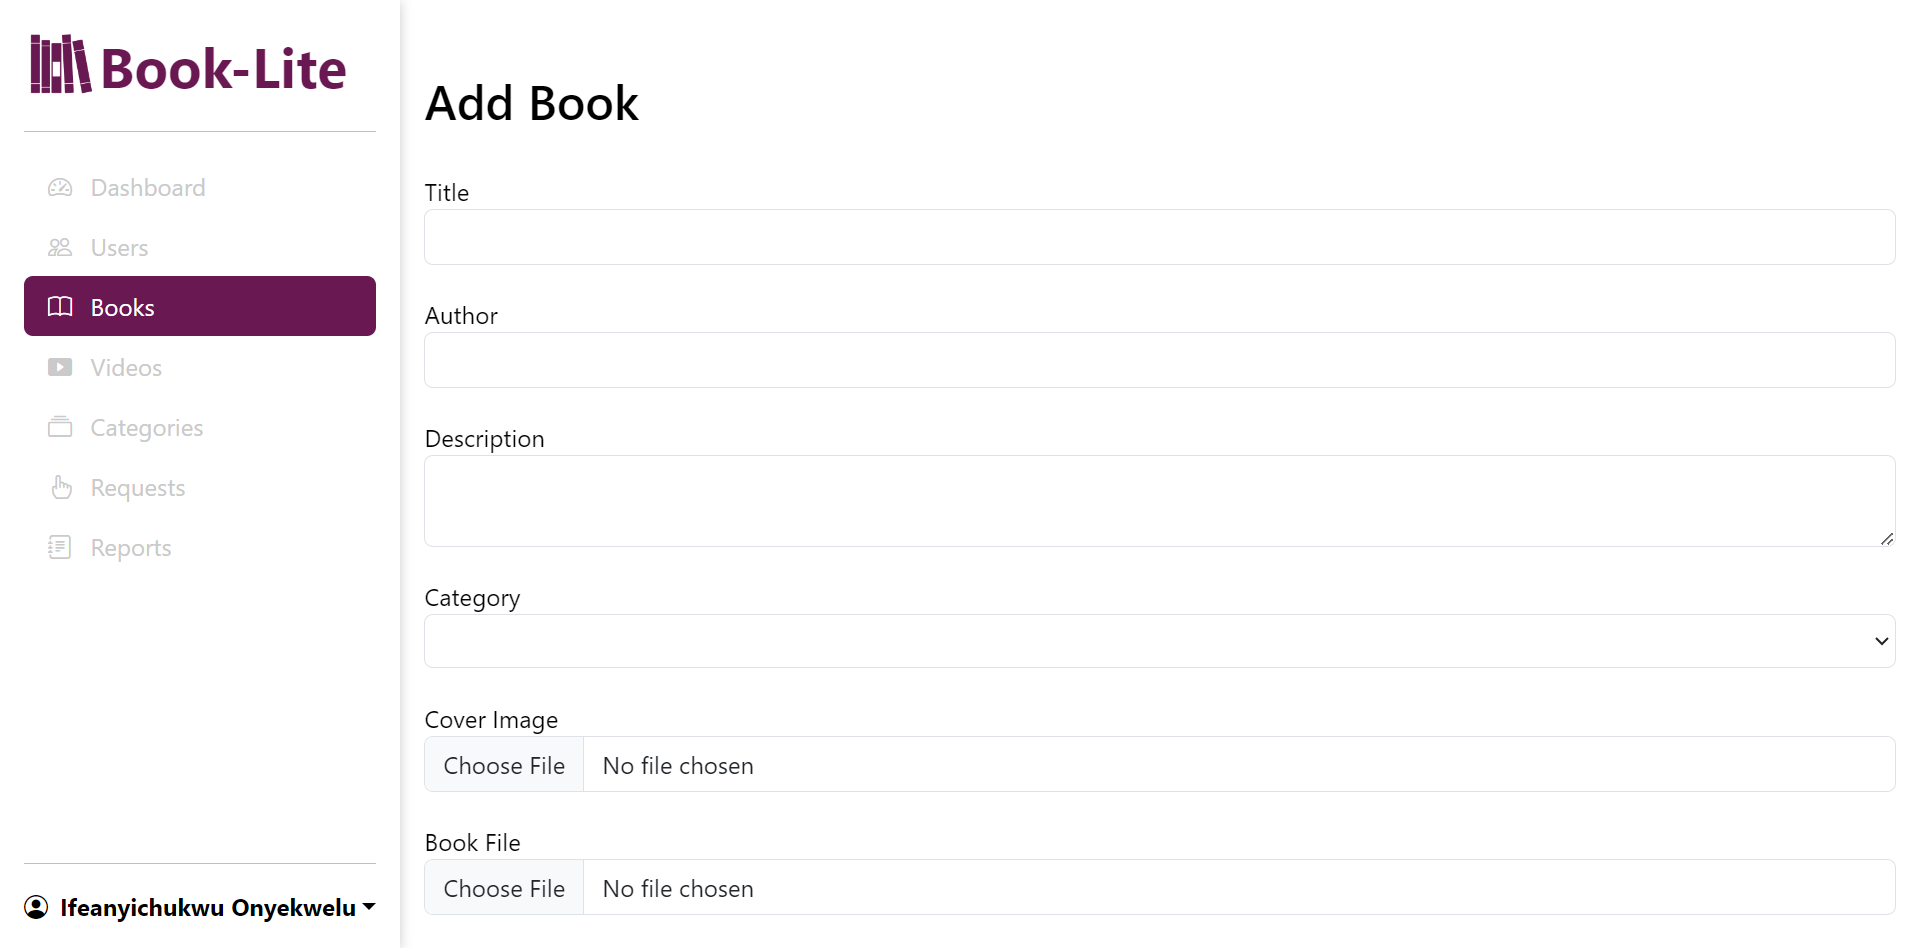 Book-Lite
Dashboard
Users
Books
Videos
Categories
Requests
Reports
Ifeanyichukwu Onyekwelu
Add Book
Title
Author
Description
Category
Cover Image
Choose File No file chosen
Book File
Choose File No file chosen